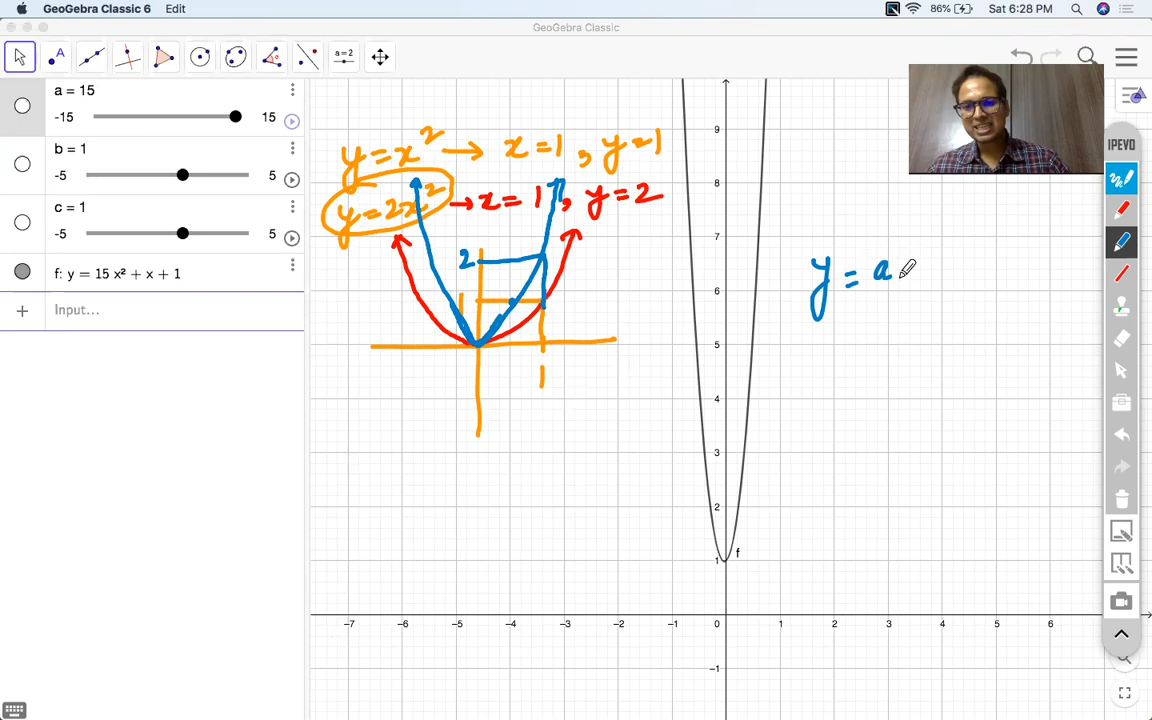 GeoGebra Classic 6 Edit 86% Sat 6:28 PM
GeoGebra Classic
A a=2
a = 15
-15 15
b = 1
-5 5
c = 1
-5 5
f: y = 15 x² + x + 1
+ Input...
y = x² → x = 1 , y = 1
y = 2x² → x = 1 , y = 2
2
1
1
y = a
IPEVO
9
8
7
6
5
4
3
2
1
f
-7 -6 -5 -4 -3 -2 -1 0 1 2 3 4 5 6
-1